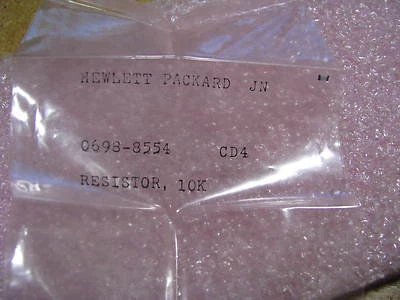 HEWLETT PACKARD JN
0698-8554 CD4
RESISTOR, 10K